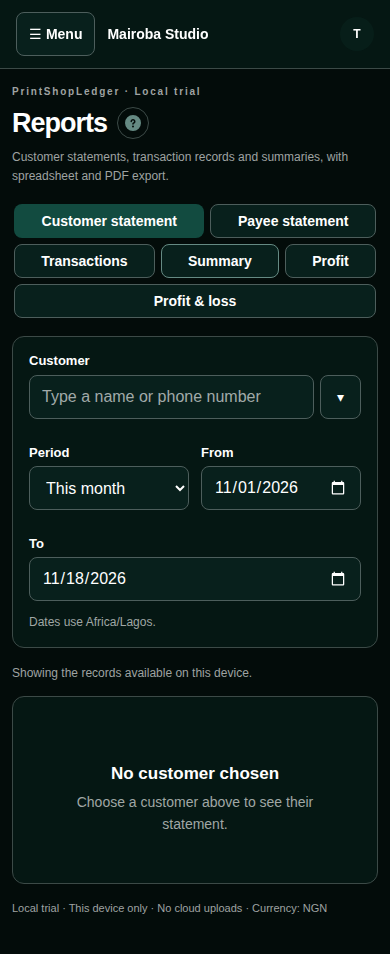 ☰ Menu
Mairoba Studio
T
PrintShopLedger · Local trial
Reports ?
Customer statements, transaction records and summaries, with
spreadsheet and PDF export.
Customer statement
Payee statement
Transactions
Summary
Profit
Profit & loss
Customer
Type a name or phone number
▼
Period
From
This month
11/01/2026
To
11/18/2026
Dates use Africa/Lagos.
Showing the records available on this device.
No customer chosen
Choose a customer above to see their
statement.
Local trial · This device only · No cloud uploads · Currency: NGN